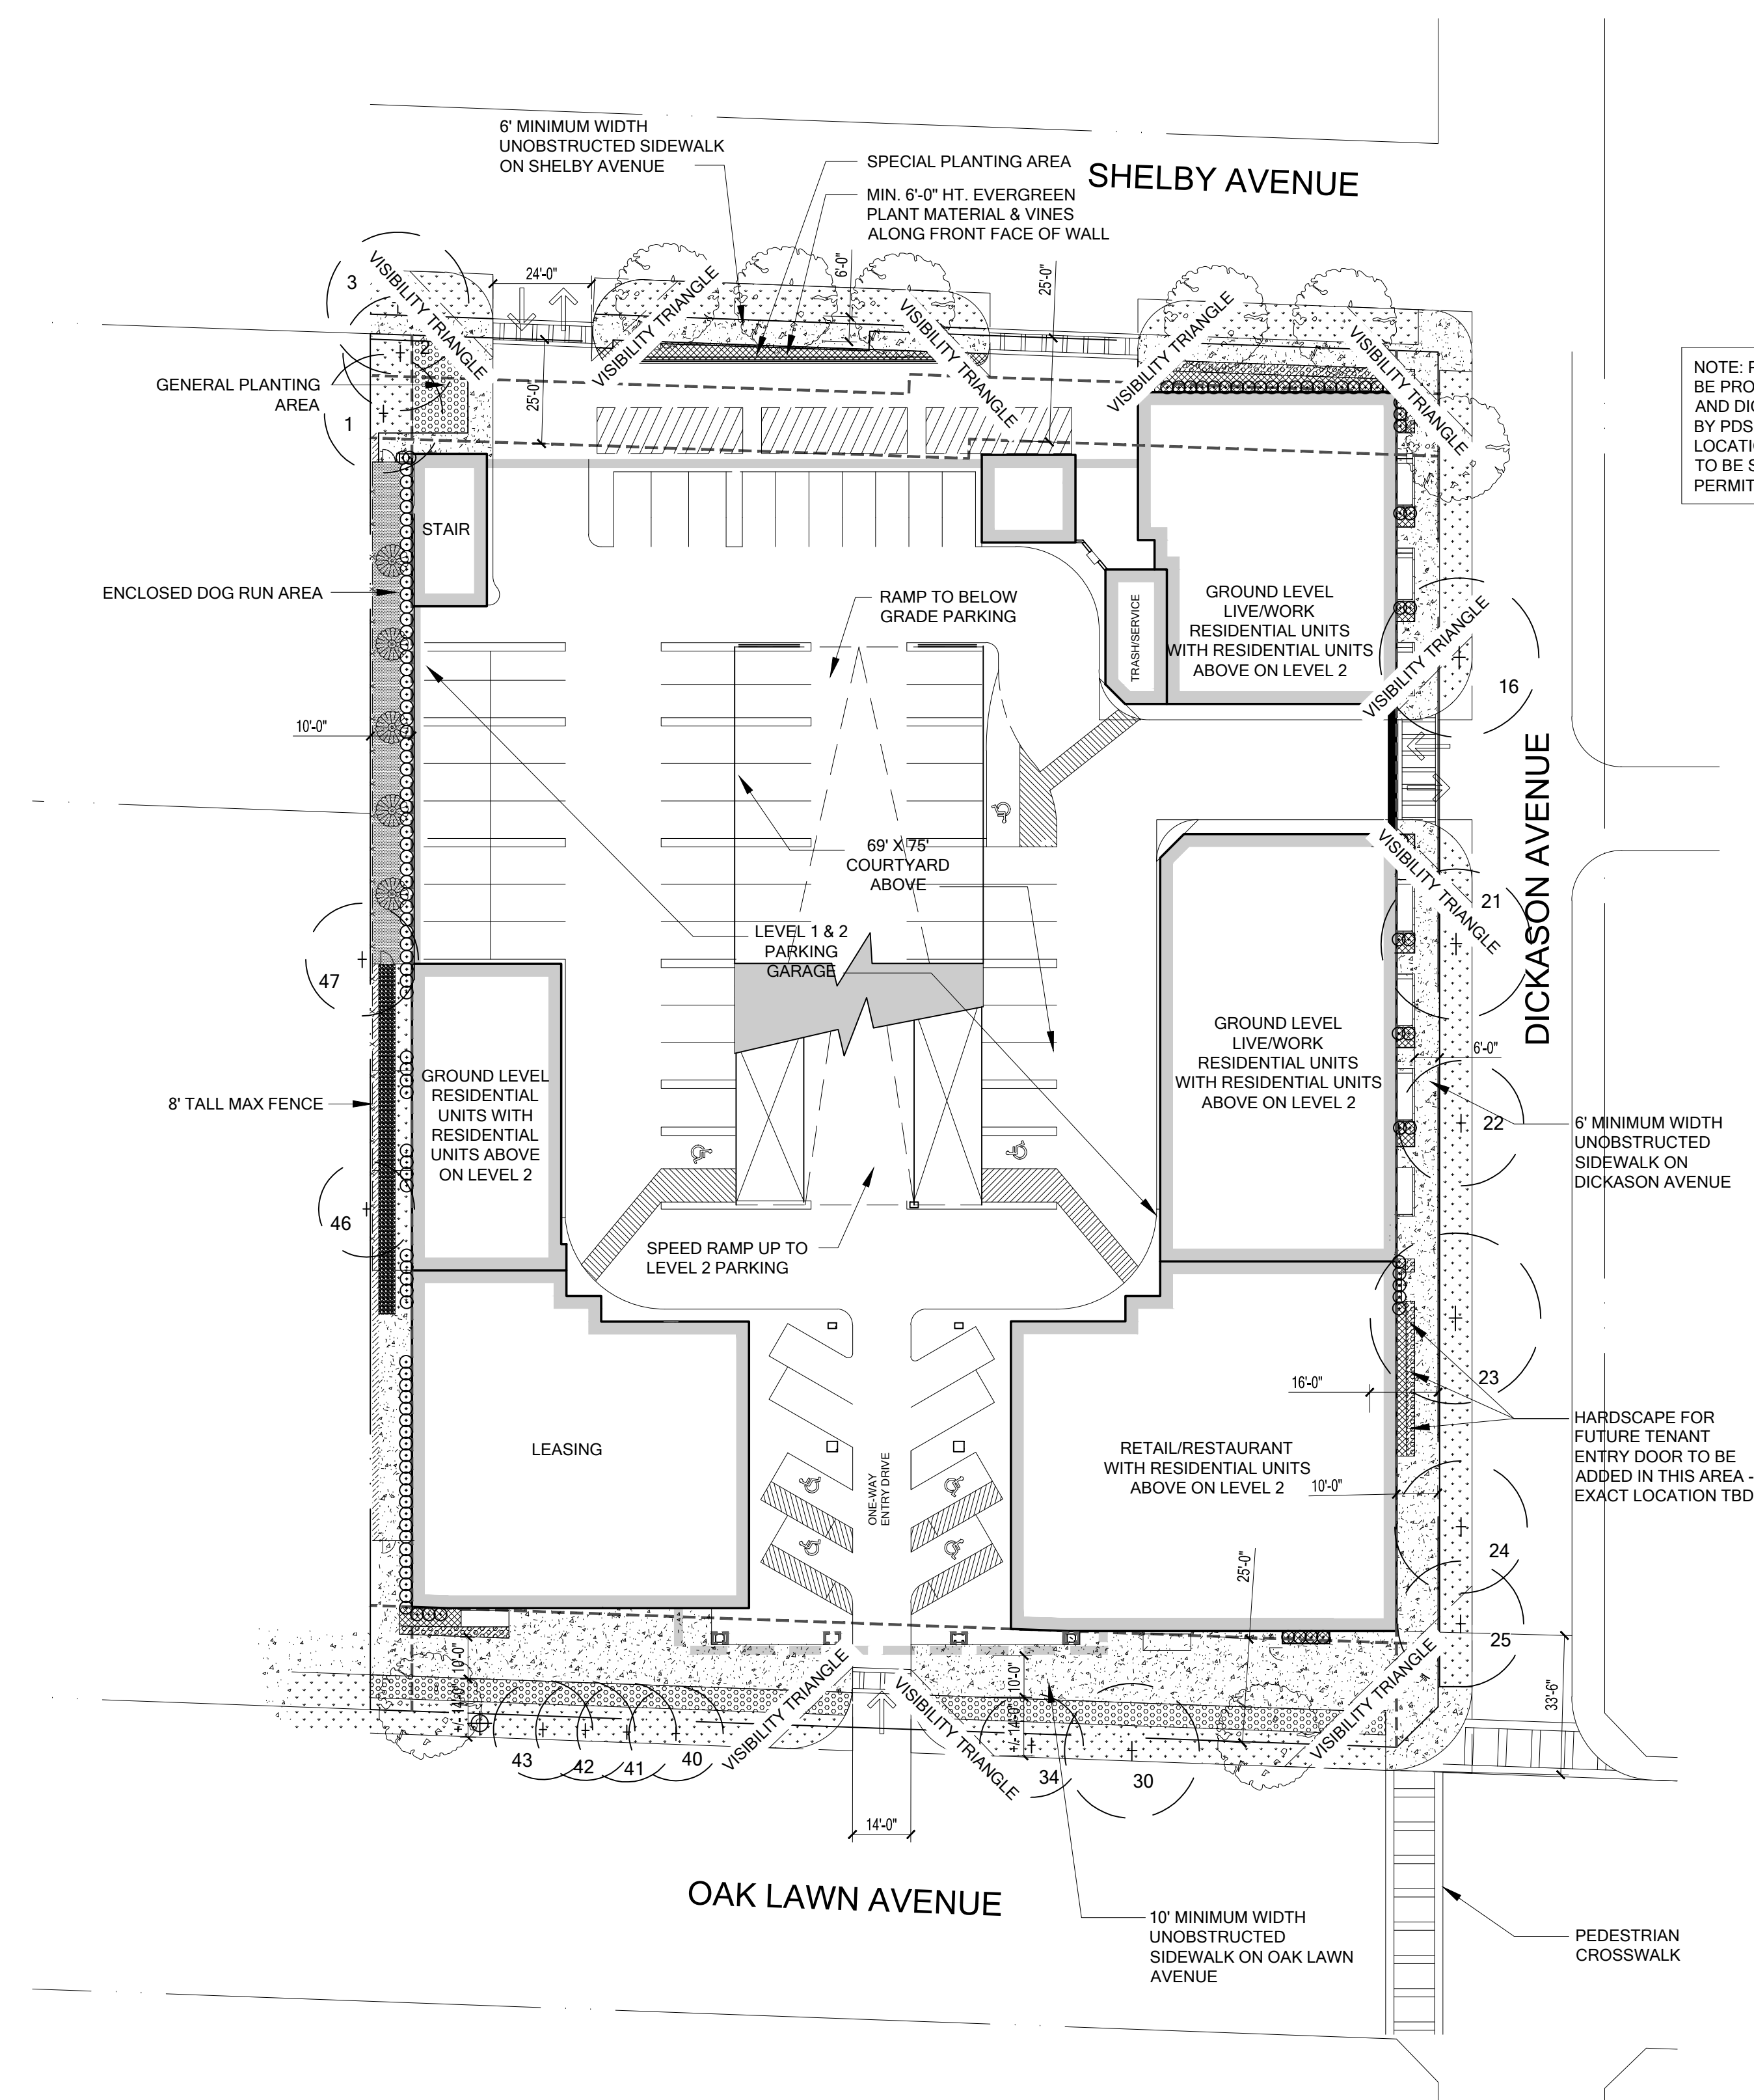 6' MINIMUM WIDTH
UNOBSTRUCTED SIDEWALK
ON SHELBY AVENUE
SPECIAL PLANTING AREA
MIN. 6'-0" HT. EVERGREEN
PLANT MATERIAL & VINES
ALONG FRONT FACE OF WALL
SHELBY AVENUE
3
VISIBILITY TRIANGLE
24'-0"
VISIBILITY TRIANGLE
6'-0"
25'-0"
VISIBILITY TRIANGLE
VISIBILITY TRIANGLE
VISIBILITY TRIANGLE
2
GENERAL PLANTING
AREA
1
25'-0"
NOTE: P
BE PRO
AND DIC
BY PDS
LOCATIO
TO BE S
PERMIT
STAIR
ENCLOSED DOG RUN AREA
RAMP TO BELOW
GRADE PARKING
TRASH/SERVICE
GROUND LEVEL
LIVE/WORK
RESIDENTIAL UNITS
WITH RESIDENTIAL UNITS
ABOVE ON LEVEL 2
VISIBILITY TRIANGLE
16
10'-0"
69' X 75'
COURTYARD
ABOVE
DICKASON AVENUE
VISIBILITY TRIANGLE
21
LEVEL 1 & 2
PARKING
GARAGE
47
GROUND LEVEL
LIVE/WORK
RESIDENTIAL UNITS
WITH RESIDENTIAL UNITS
ABOVE ON LEVEL 2
6'-0"
GROUND LEVEL
RESIDENTIAL
UNITS WITH
RESIDENTIAL
UNITS ABOVE
ON LEVEL 2
8' TALL MAX FENCE
22
6' MINIMUM WIDTH
UNOBSTRUCTED
SIDEWALK ON
DICKASON AVENUE
46
SPEED RAMP UP TO
LEVEL 2 PARKING
16'-0"
23
HARDSCAPE FOR
FUTURE TENANT
ENTRY DOOR TO BE
ADDED IN THIS AREA -
EXACT LOCATION TBD
LEASING
ONE-WAY
ENTRY DRIVE
RETAIL/RESTAURANT
WITH RESIDENTIAL UNITS
ABOVE ON LEVEL 2
10'-0"
24
25'-0"
25
10'-0"
+/- 14'-0"
VISIBILITY TRIANGLE
VISIBILITY TRIANGLE
10'-0"
+/- 14'-0"
VISIBILITY TRIANGLE
33'-6"
43
42
41
40
34
30
14'-0"
OAK LAWN AVENUE
10' MINIMUM WIDTH
UNOBSTRUCTED
SIDEWALK ON OAK LAWN
AVENUE
PEDESTRIAN
CROSSWALK